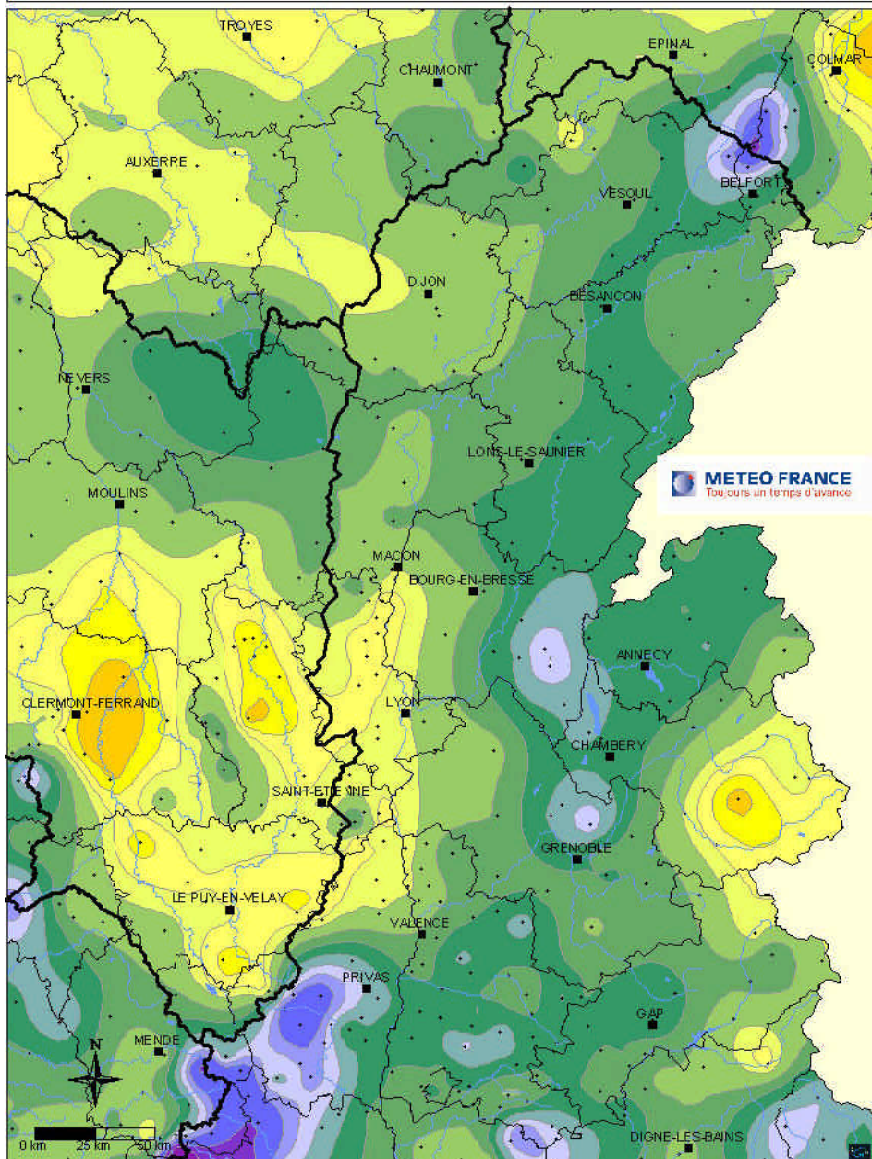 TROYES
EPINAL
COLMAR
CHAUMONT
AUXERRE
BELFORT
VESOUL
DIJON
BESANCON
NEVERS
LONS-LE-SAUNIER
METEO FRANCE
Toujours un temps d'avance
MOULINS
MACON
BOURG-EN-BRESSE
ANNECY
CLERMONT-FERRAND
LYON
CHAMBERY
SAINT-ETIENNE
GRENOBLE
LE PUY-EN-VELAY
VALENCE
PRIVAS
GAP
MENDE
N
0 km 25 km 50 km
DIGNE-LES-BAINS